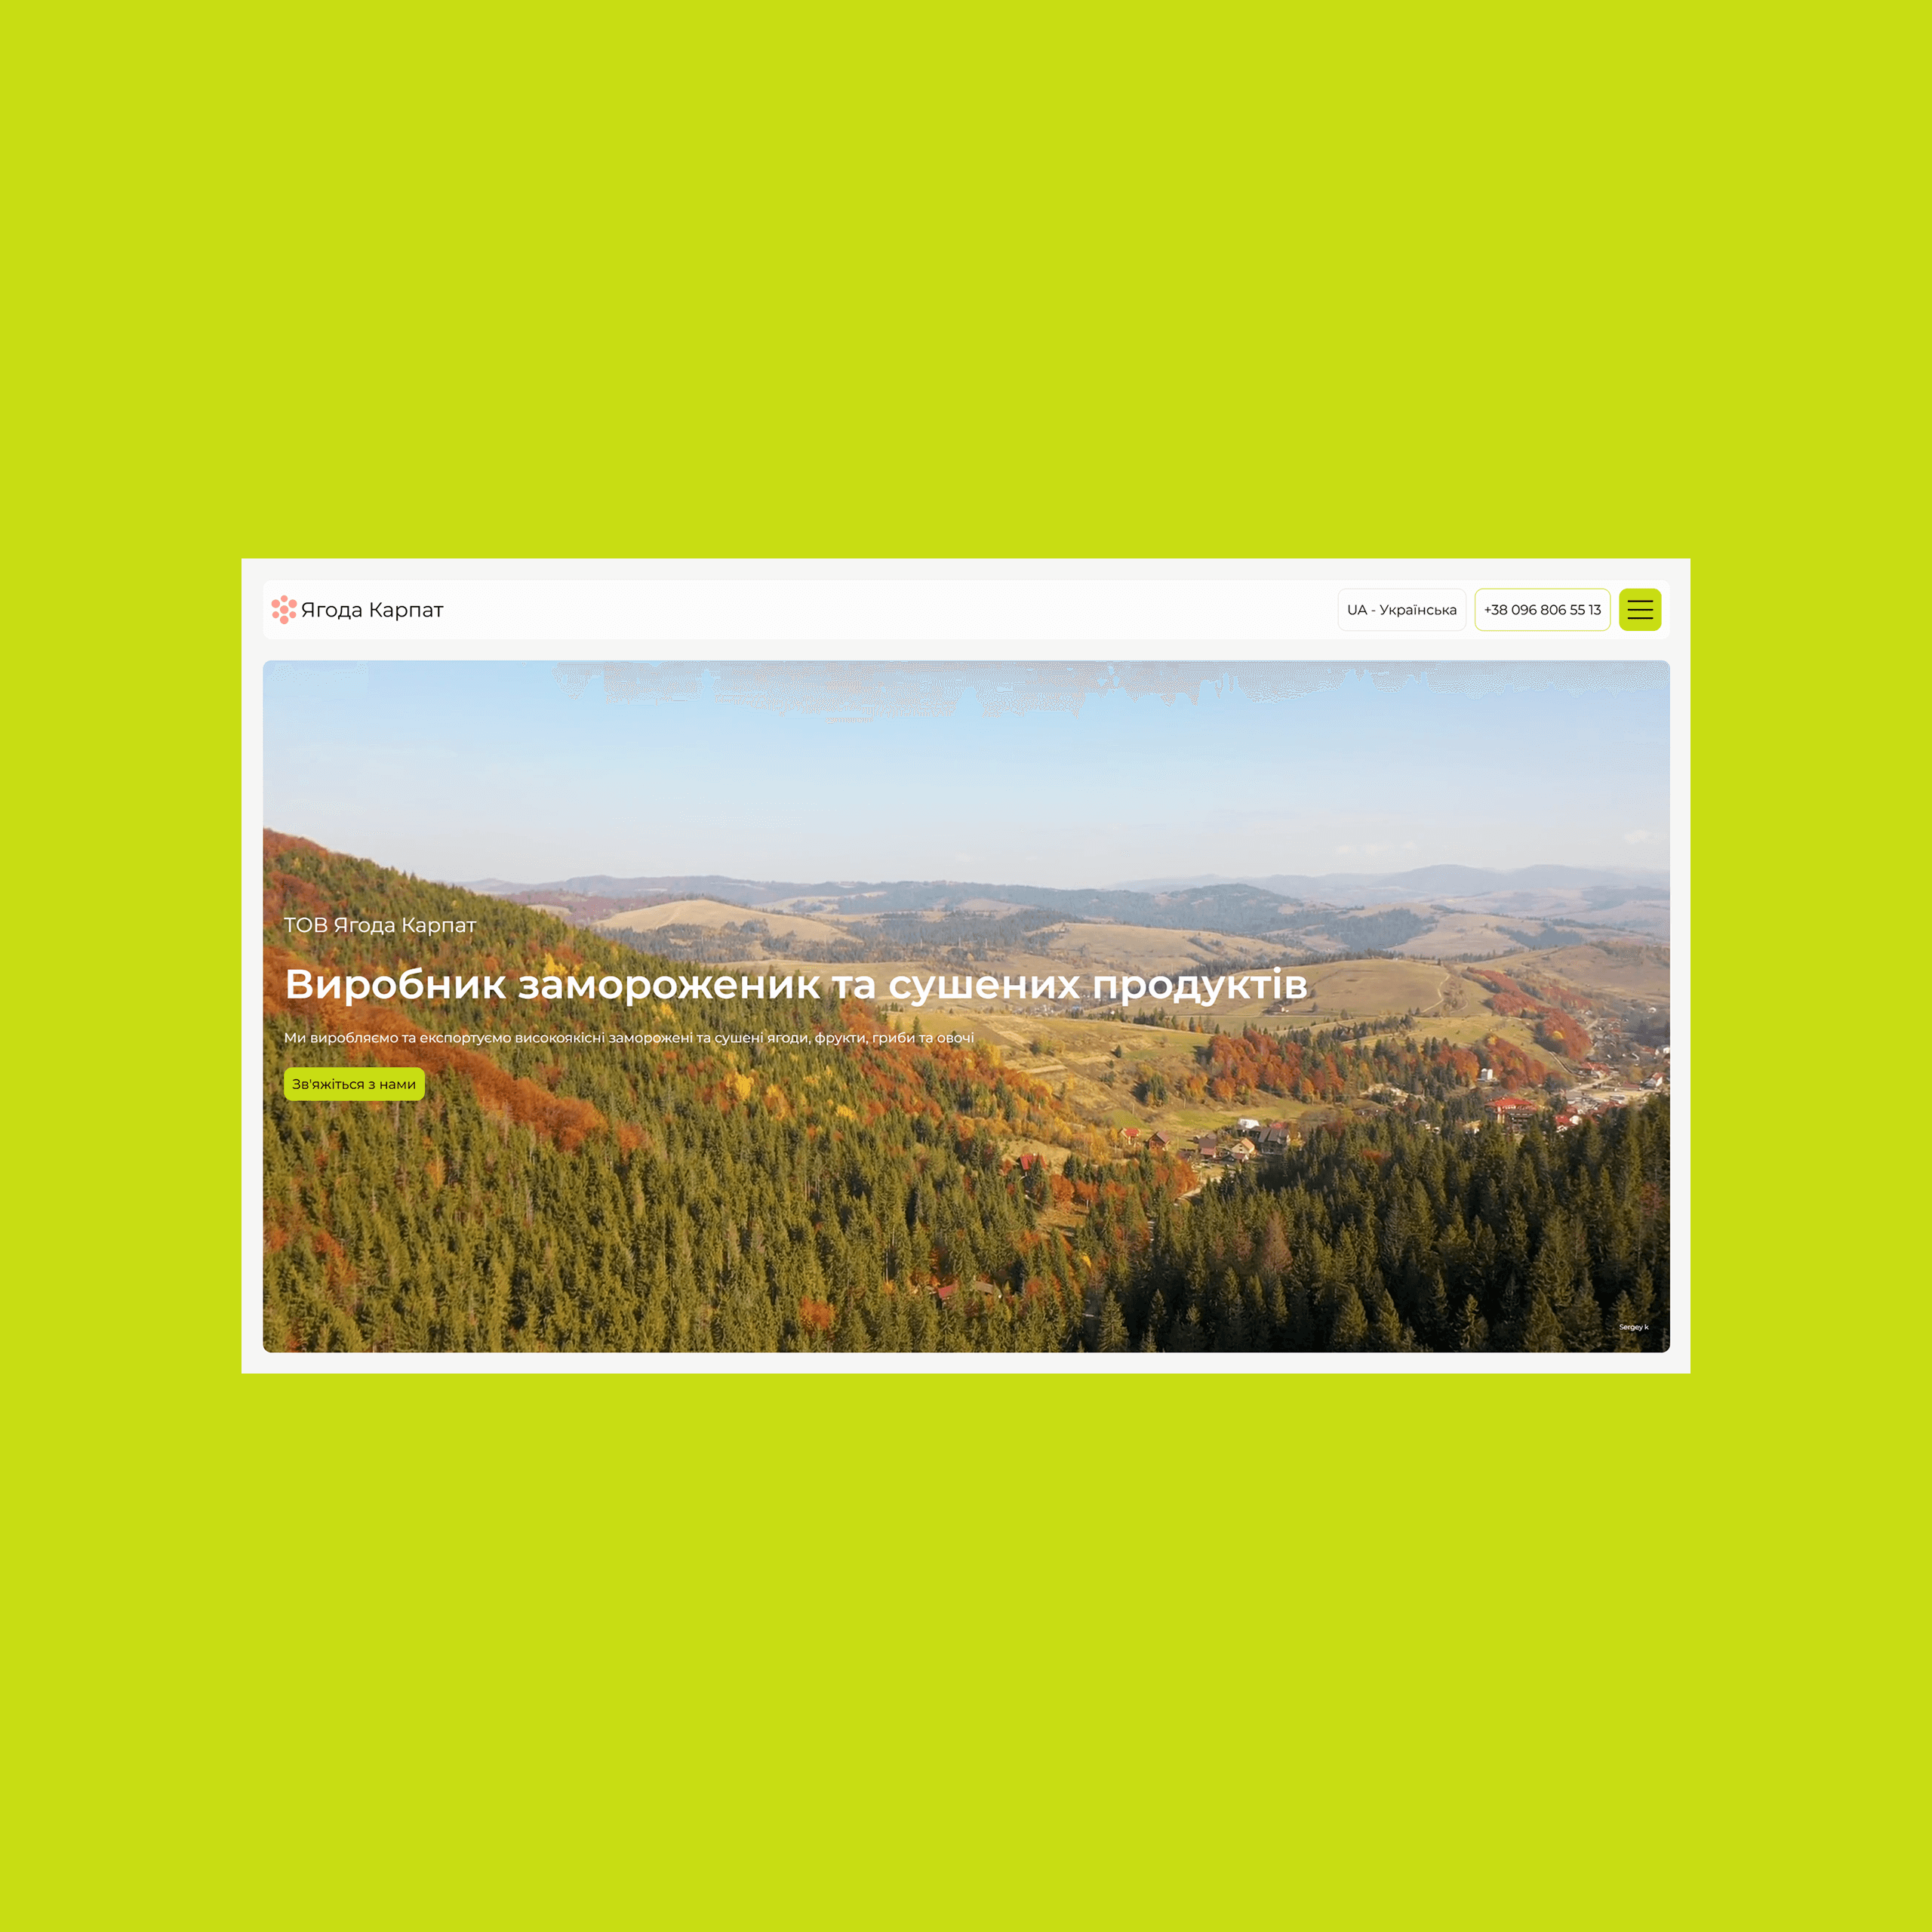 Ягода Карпат
UA - Українська
+38 096 806 55 13
ТОВ Ягода Карпат
Виробник замороженик та сушених продуктів
Ми виробляємо та експортуємо високоякісні заморожені та сушені ягоди, фрукти, гриби та овочі
Зв'яжіться з нами
Sergey k